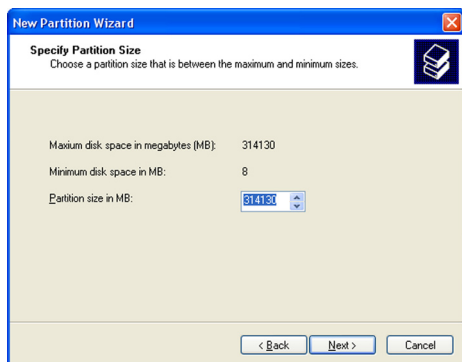 New Partition Wizard
Specify Partition Size
Choose a partition size that is between the maximum and minimum sizes.
Maxium disk space in megabytes (MB): 314130
Minimum disk space in MB: 8
Partition size in MB: 314130
< Back Next > Cancel